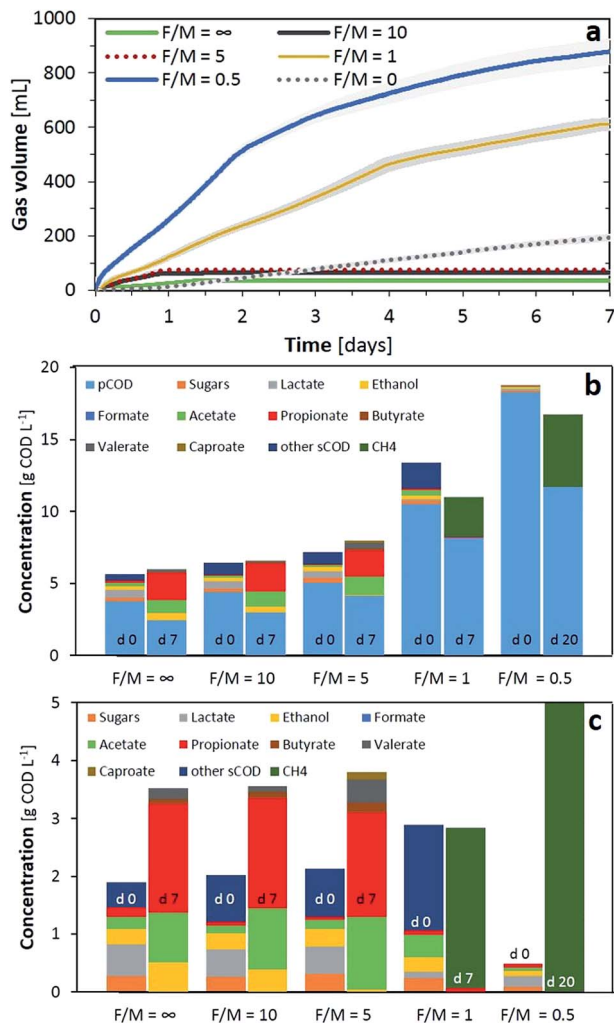 a
F/M = ∞ F/M = 10
F/M = 5 F/M = 1
F/M = 0.5 F/M = 0
1000
800
600
400
200
0
Gas volume [mL]
0 1 2 3 4 5 6 7
Time [days]
b
pCOD Sugars Lactate Ethanol
Formate Acetate Propionate Butyrate
Valerate Caproate other sCOD CH4
20
15
10
5
0
Concentration [g COD L⁻¹]
d 0 d 7 d 0 d 7 d 0 d 7 d 0 d 7 d 0 d 20
F/M = ∞ F/M = 10 F/M = 5 F/M = 1 F/M = 0.5
c
Sugars Lactate Ethanol Formate
Acetate Propionate Butyrate Valerate
Caproate other sCOD CH4
5
4
3
2
1
0
Concentration [g COD L⁻¹]
d 0 d 7 d 0 d 7 d 0 d 7 d 0 d 7 d 0 d 20
F/M = ∞ F/M = 10 F/M = 5 F/M = 1 F/M = 0.5